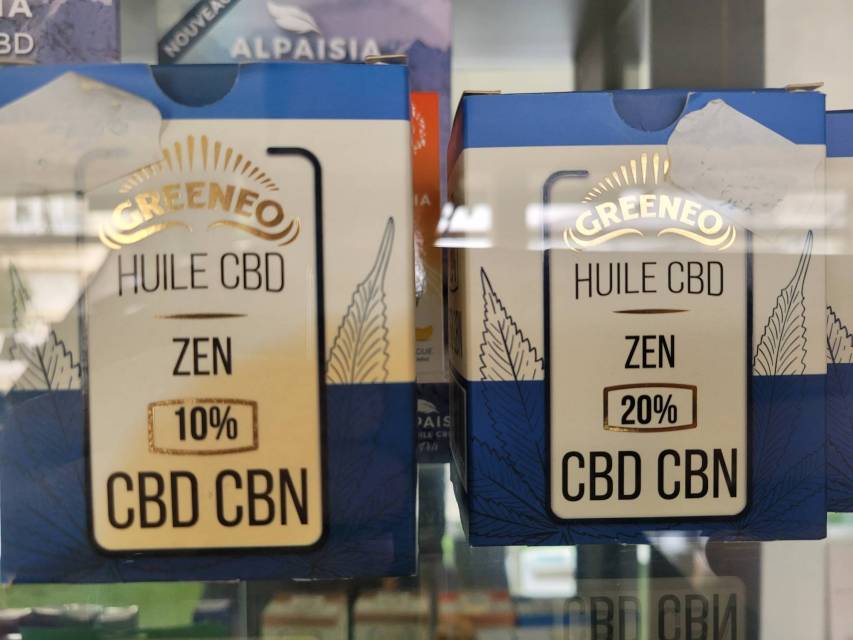 NOUVEAU
ALPAISIA
GREENEO
HUILE CBD
ZEN
10%
CBD CBN
GREENEO
HUILE CBD
ZEN
20%
CBD CBN